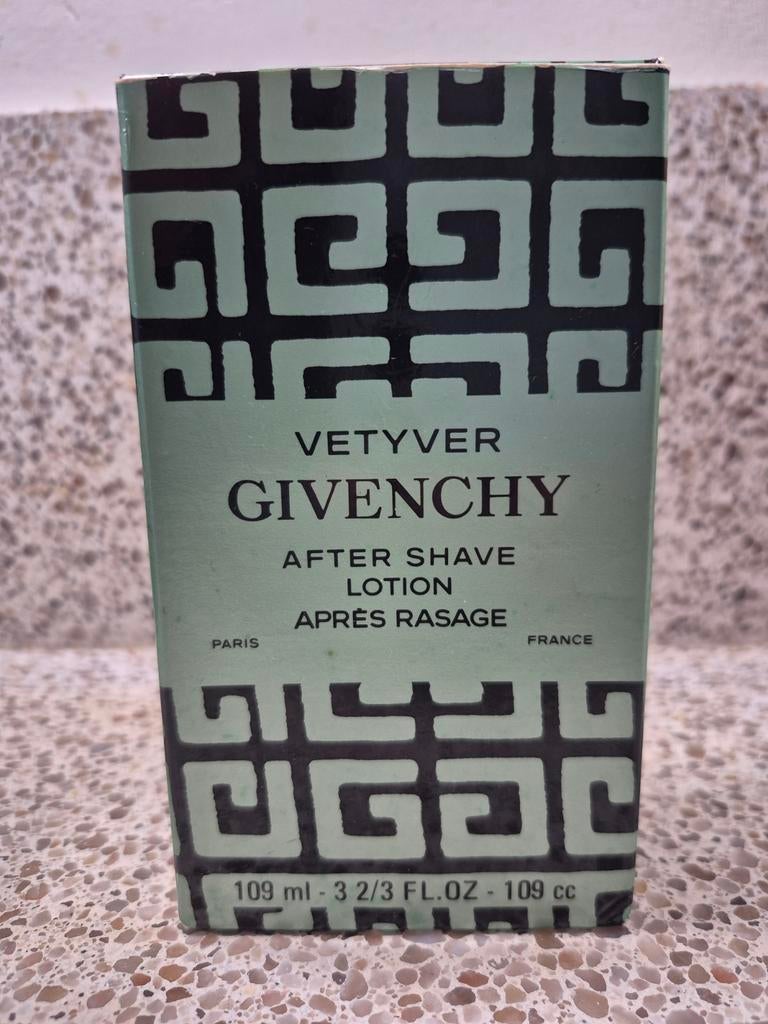 VETYVER
GIVENCHY
AFTER SHAVE
LOTION
APRÈS RASAGE
PARIS FRANCE
109 ml - 3 2/3 FL.OZ - 109 cc